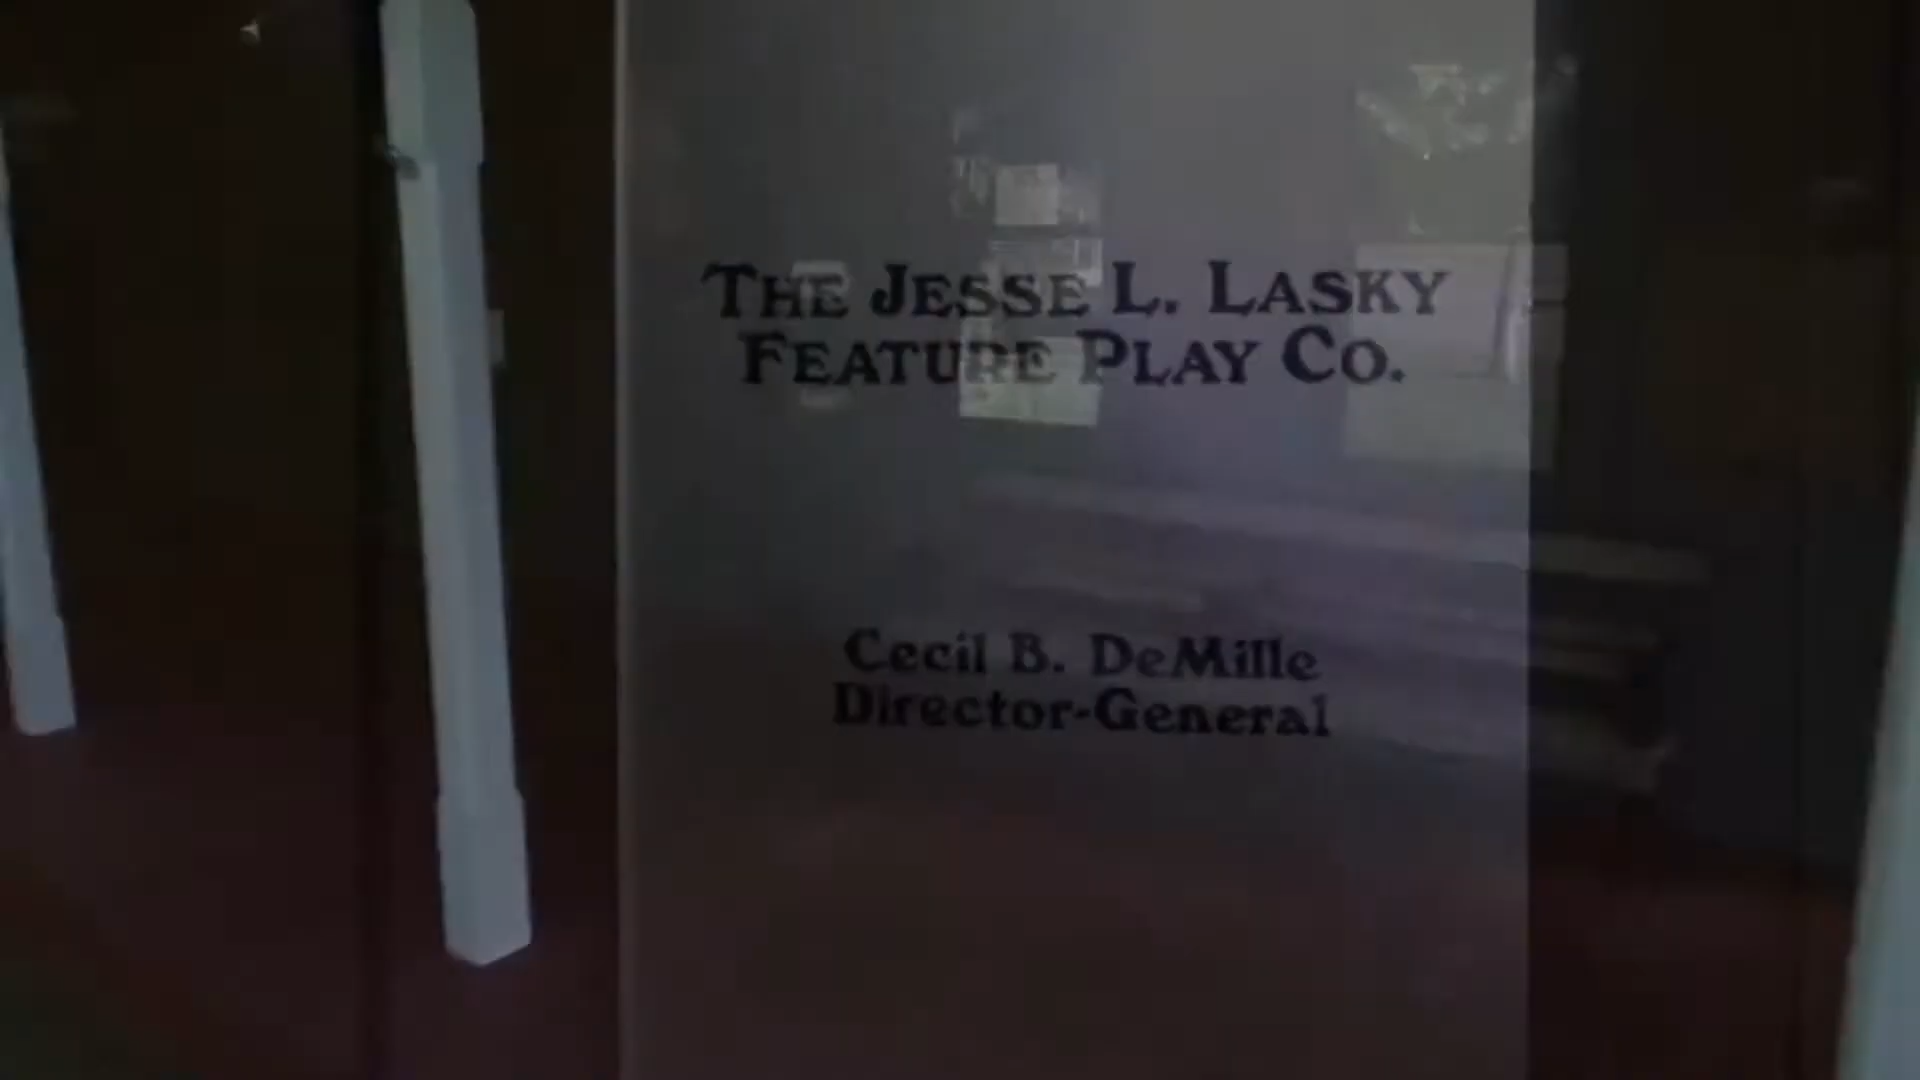 THE JESSE L. LASKY
FEATURE PLAY CO.
Cecil B. DeMille
Director-General